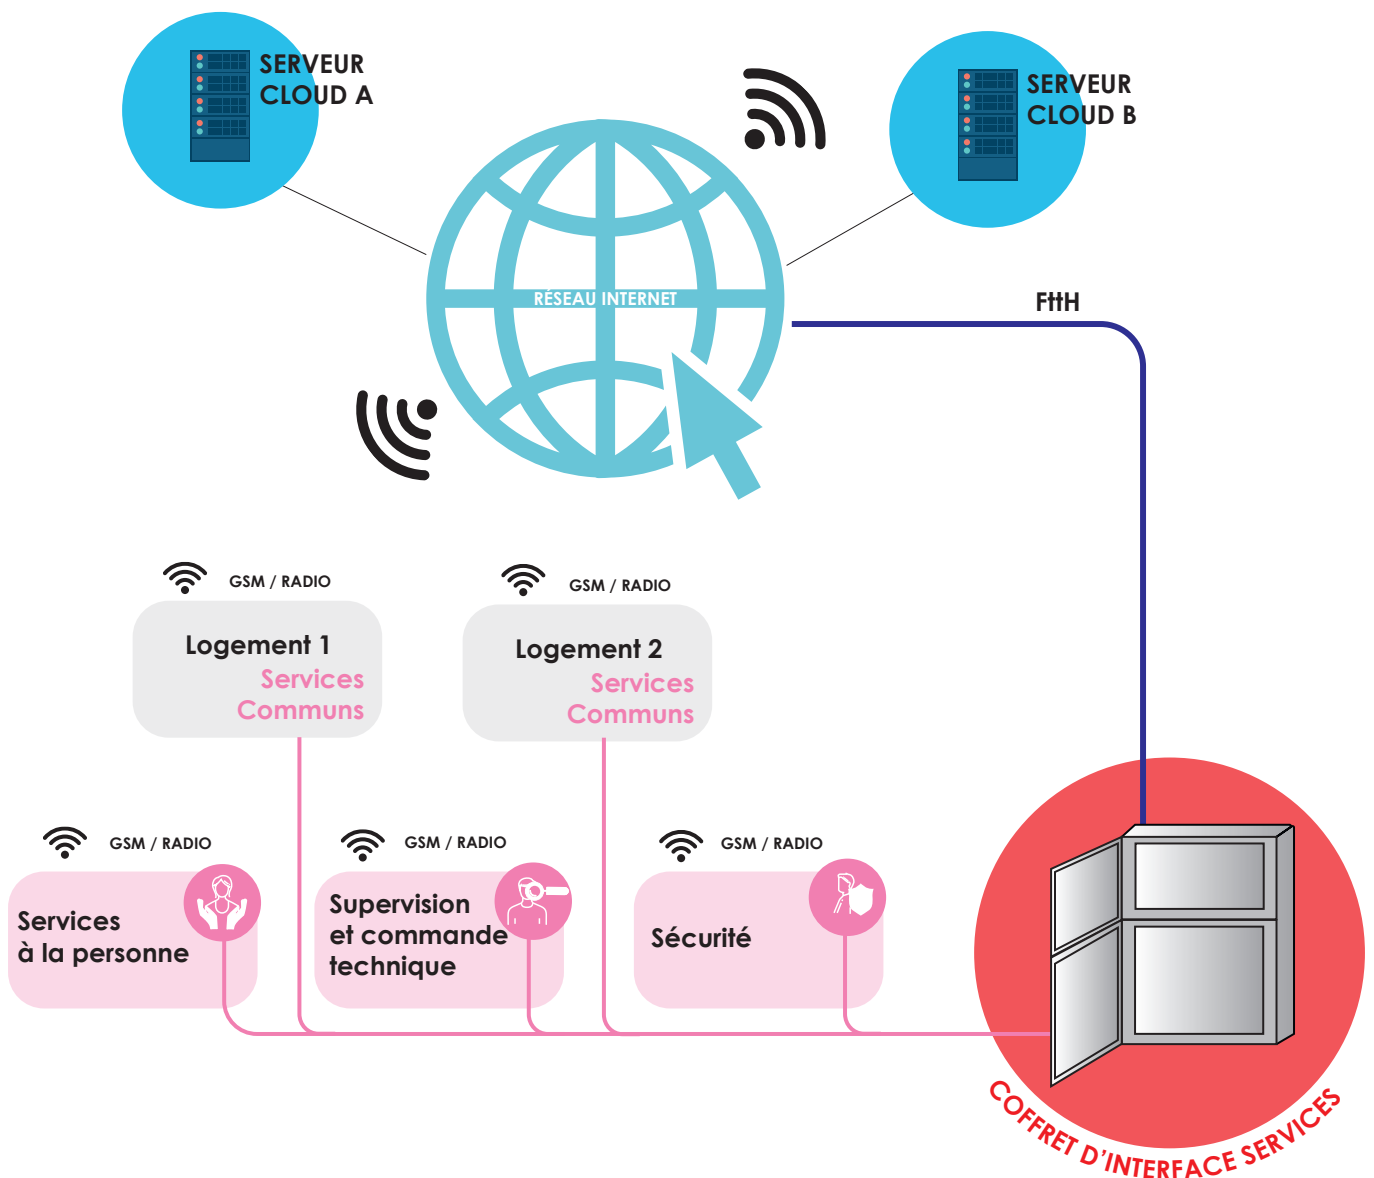 SERVEUR
CLOUD A
SERVEUR
CLOUD B
RÉSEAU INTERNET
FttH
GSM / RADIO
Logement 1
Services
Communs
GSM / RADIO
Logement 2
Services
Communs
GSM / RADIO
Services
à la personne
GSM / RADIO
Supervision
et commande
technique
GSM / RADIO
Sécurité
COFFRET D'INTERFACE SERVICES